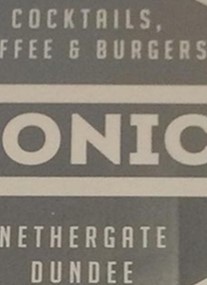 COCKTAILS,
FFEE & BURGERS
ONIC
NETHERGATE
DUNDEE